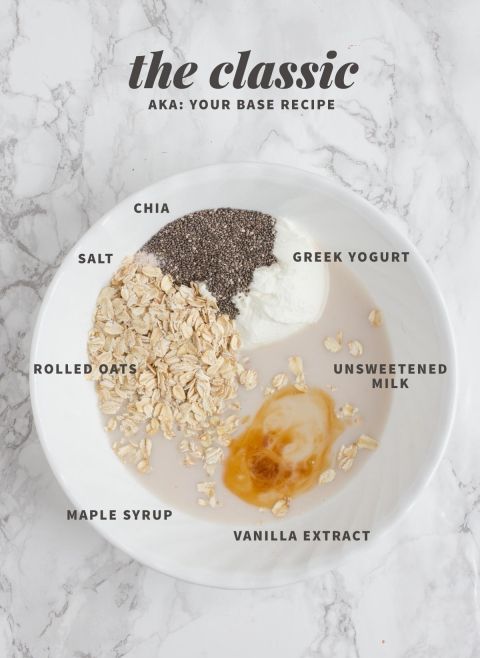 the classic
AKA: YOUR BASE RECIPE
CHIA
SALT
GREEK YOGURT
ROLLED OATS
UNSWEETENED
MILK
MAPLE SYRUP
VANILLA EXTRACT